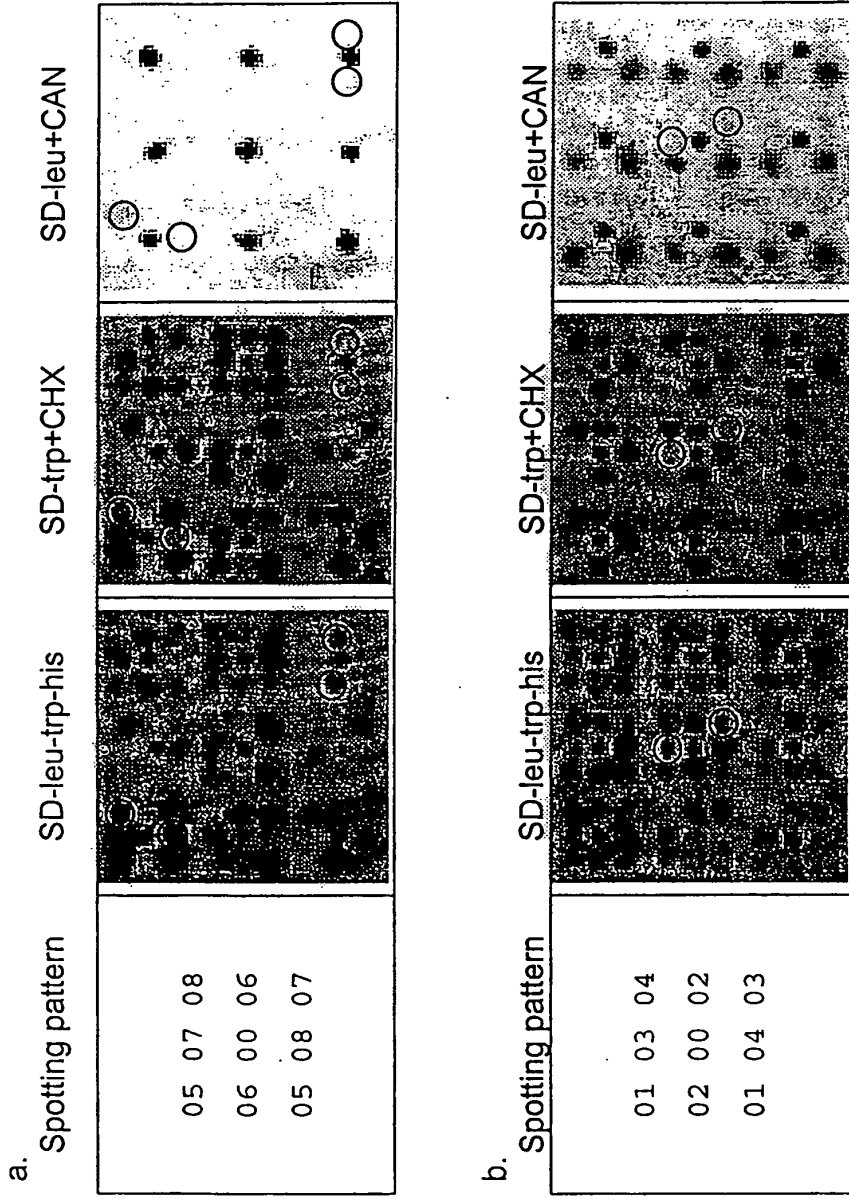 a.
Spotting pattern SD-leu-trp-his SD-trp+CHX SD-leu+CAN
05 07 08
06 00 06
05 08 07
b.
Spotting pattern SD-leu-trp-his SD-trp+CHX SD-leu+CAN
01 03 04
02 00 02
01 04 03